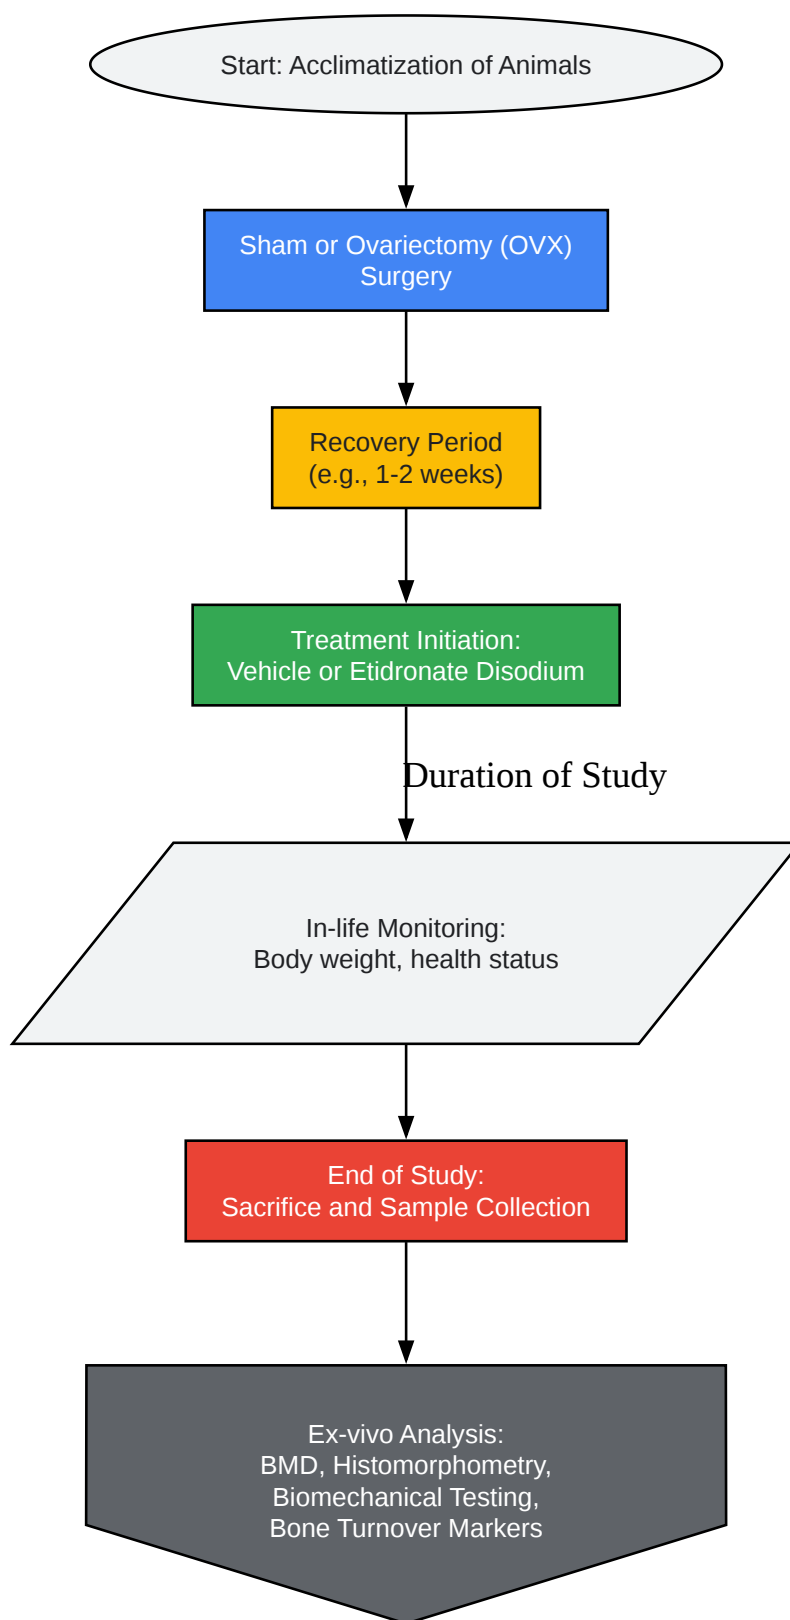 Start: Acclimatization of Animals
Sham or Ovariectomy (OVX)
Surgery
Recovery Period
(e.g., 1-2 weeks)
Treatment Initiation:
Vehicle or Etidronate Disodium
Duration of Study
In-life Monitoring:
Body weight, health status
End of Study:
Sacrifice and Sample Collection
Ex-vivo Analysis:
BMD, Histomorphometry,
Biomechanical Testing,
Bone Turnover Markers